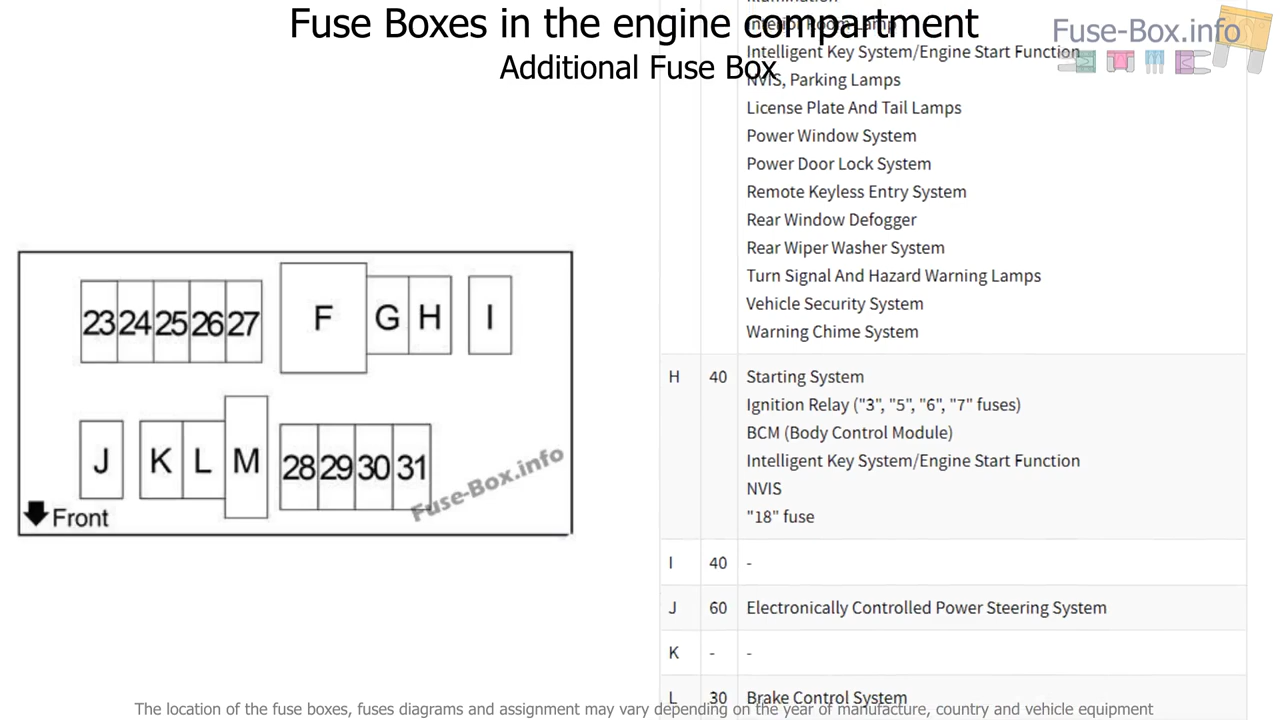 Fuse Boxes in the engine compartment
Additional Fuse Box
Fuse-Box.info
Illumination
Interior Room Lamp
Intelligent Key System/Engine Start Function
NVIS, Parking Lamps
License Plate And Tail Lamps
Power Window System
Power Door Lock System
Remote Keyless Entry System
Rear Window Defogger
Rear Wiper Washer System
Turn Signal And Hazard Warning Lamps
Vehicle Security System
Warning Chime System
H 40 Starting System
Ignition Relay ("3", "5", "6", "7" fuses)
BCM (Body Control Module)
Intelligent Key System/Engine Start Function
NVIS
"18" fuse
I 40 -
J 60 Electronically Controlled Power Steering System
K - -
L 30 Brake Control System
23 24 25 26 27 F G H I
J K L M 28 29 30 31
Front
Fuse-Box.info
The location of the fuse boxes, fuses diagrams and assignment may vary depending on the year of manufacture, country and vehicle equipment